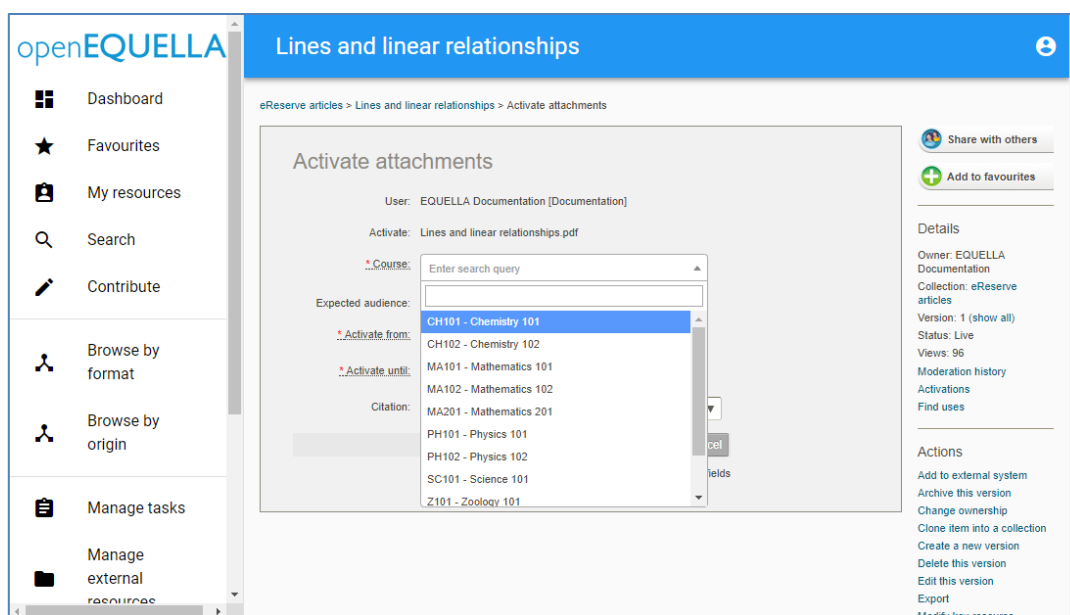 openEQUELLA
Lines and linear relationships
Dashboard
Favourites
My resources
Search
Contribute
Browse by
format
Browse by
origin
Manage tasks
Manage
external
resources
eReserve articles > Lines and linear relationships > Activate attachments
Activate attachments
User: EQUELLA Documentation [Documentation]
Activate: Lines and linear relationships.pdf
* Course: Enter search query
Expected audience:
* Activate from:
* Activate until:
Citation:
CH101 - Chemistry 101
CH102 - Chemistry 102
MA101 - Mathematics 101
MA102 - Mathematics 102
MA201 - Mathematics 201
PH101 - Physics 101
PH102 - Physics 102
SC101 - Science 101
Z101 - Zoology 101
cel
fields
Share with others
Add to favourites
Details
Owner: EQUELLA
Documentation
Collection: eReserve
articles
Version: 1 (show all)
Status: Live
Views: 96
Moderation history
Activations
Find uses
Actions
Add to external system
Archive this version
Change ownership
Clone item into a collection
Create a new version
Delete this version
Edit this version
Export
Modify key resource